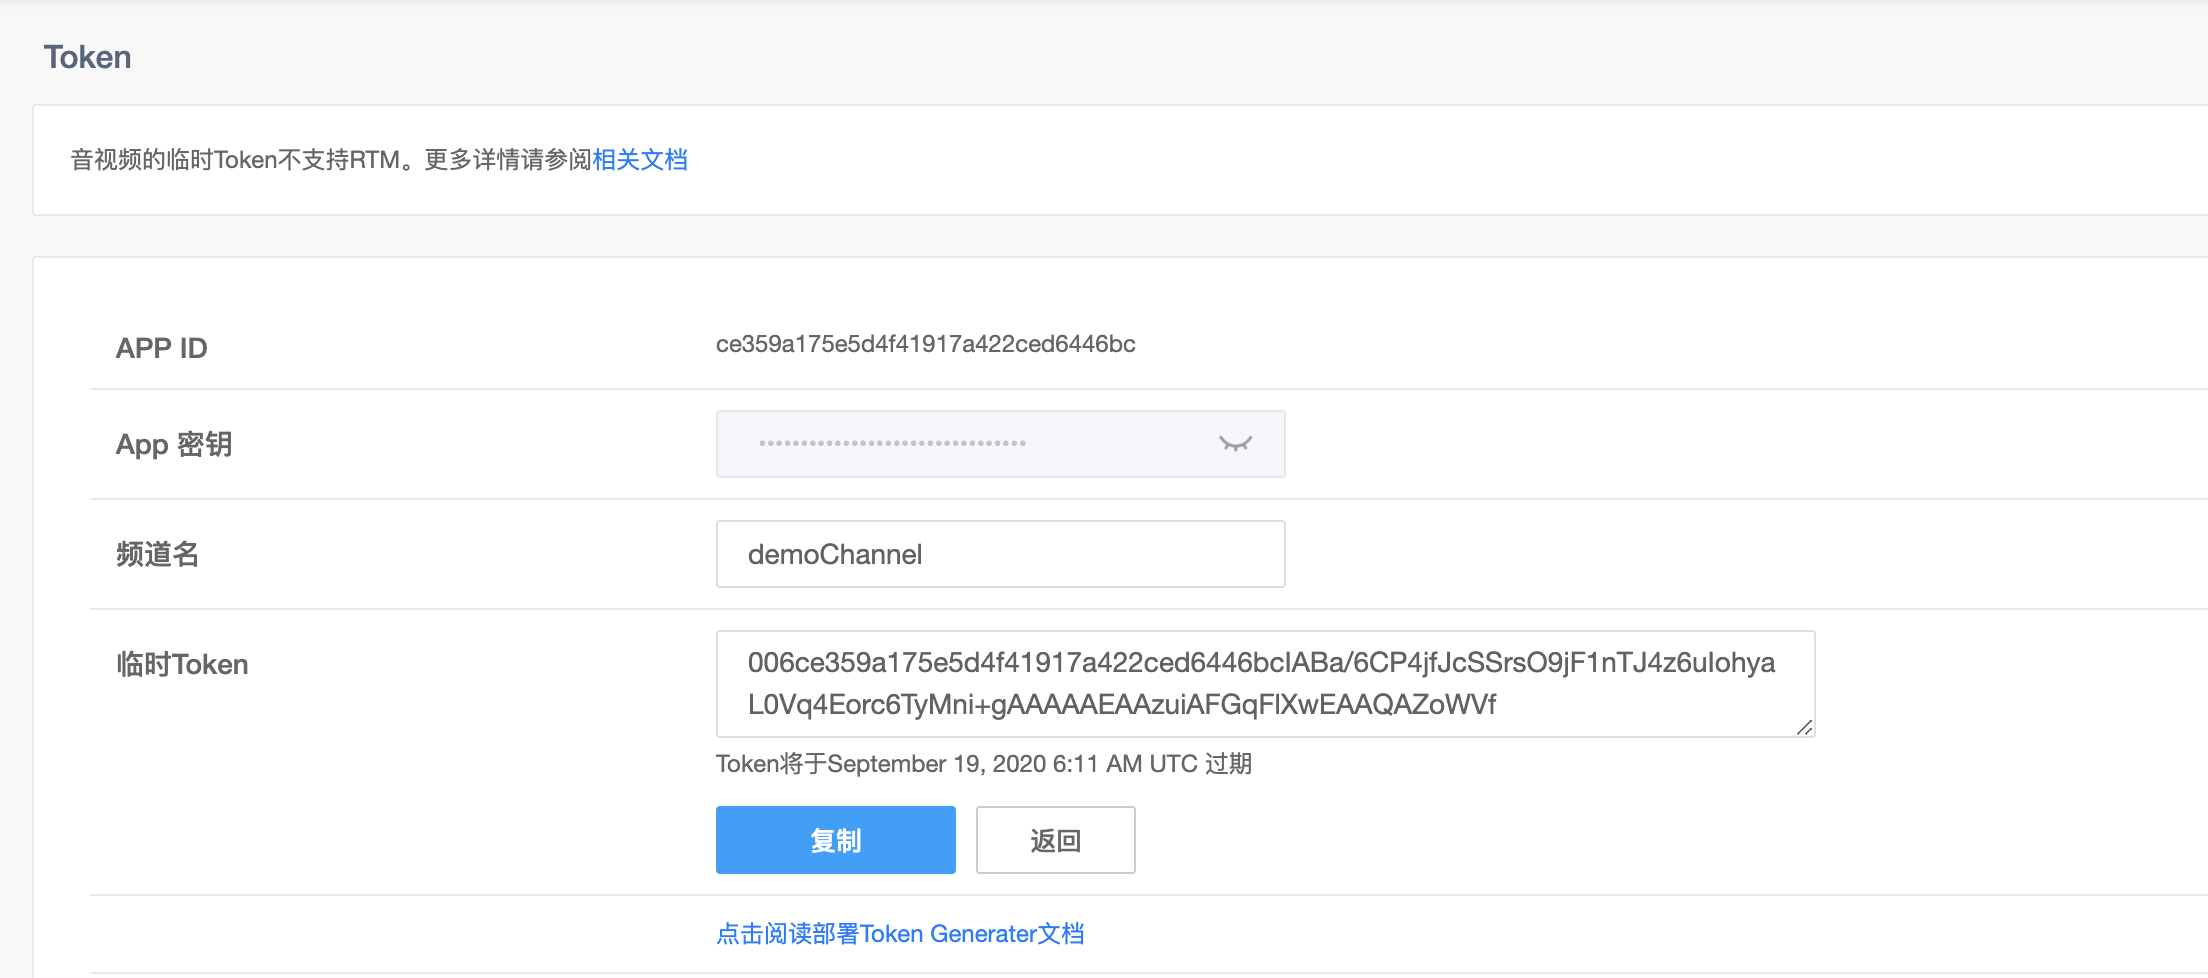 Token
音视频的临时Token不支持RTM。更多详情请参阅相关文档
APP ID
ce359a175e5d4f41917a422ced6446bc
App 密钥
••••••••••••••••••••••••••••••••
频道名
demoChannel
临时Token
006ce359a175e5d4f41917a422ced6446bcIABa/6CP4jfJcSSrsO9jF1nTJ4z6uIohya
L0Vq4Eorc6TyMni+gAAAAAEAAzuiAFGqFlXwEAAQAZoWVf
Token将于September 19, 2020 6:11 AM UTC 过期
复制
返回
点击阅读部署Token Generater文档